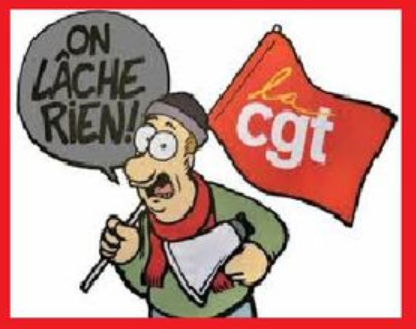 ON
LÂCHE
RIEN!
la
cgt